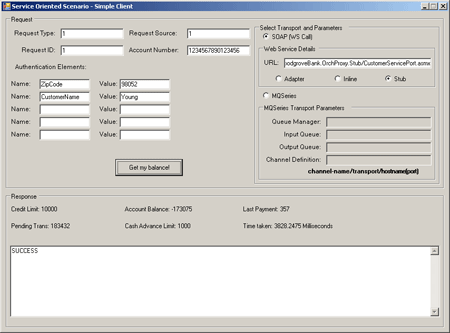 Service Oriented Scenario - Simple Client
Request
Request Type: 1 Request Source: 1
Request ID: 1 Account Number: 1234567890123456
Authentication Elements:
Name: ZipCode Value: 98052
Name: CustomerName Value: Young
Name: Value:
Name: Value:
Name: Value:
Get my balance!
Select Transport and Parameters
SOAP (WS Call)
Web Service Details
URL: oodgroveBank.OrchProxy.Stub/CustomerServicePort.asmx
Adapter Inline Stub
MQSeries
MQSeries Transport Parameters
Queue Manager:
Input Queue:
Output Queue:
Channel Definition:
channel-name/transport/hostname(port)
Response
Credit Limit: 10000 Account Balance: -173075 Last Payment: 357
Pending Trans: 183432 Cash Advance Limit: 1000 Time taken: 3828.2475 Milliseconds
SUCCESS